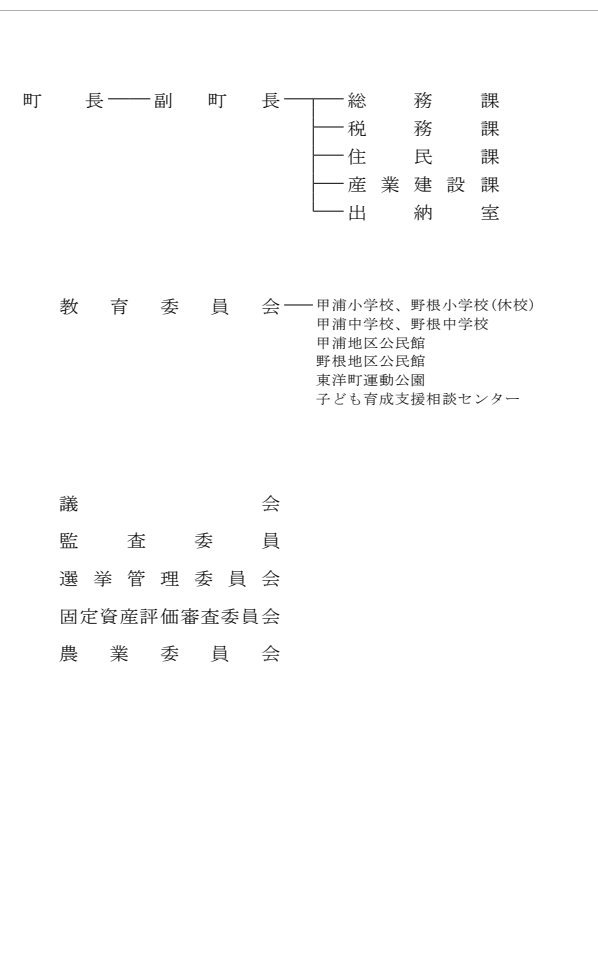 町長 副町長 総務課
税務課
住民課
産業建設課
出納室
教育委員会 甲浦小学校、野根小学校(休校)
甲浦中学校、野根中学校
甲浦地区公民館
野根地区公民館
東洋町運動公園
子ども育成支援相談センター
議会
監査委員
選挙管理委員会
固定資産評価審査委員会
農業委員会